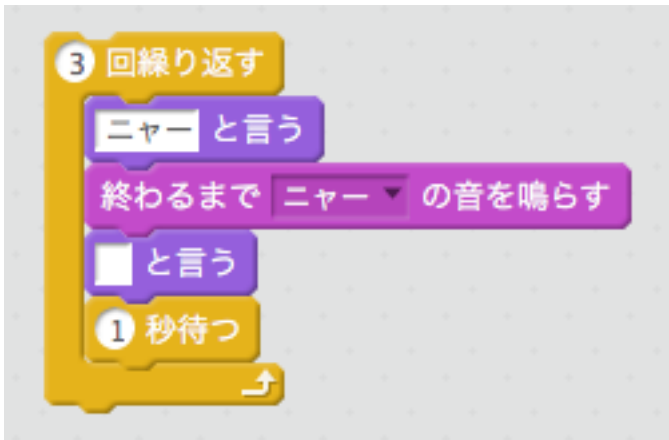 3 回繰り返す
ニャー と言う
終わるまで ニャー の音を鳴らす
と言う
1 秒待つ